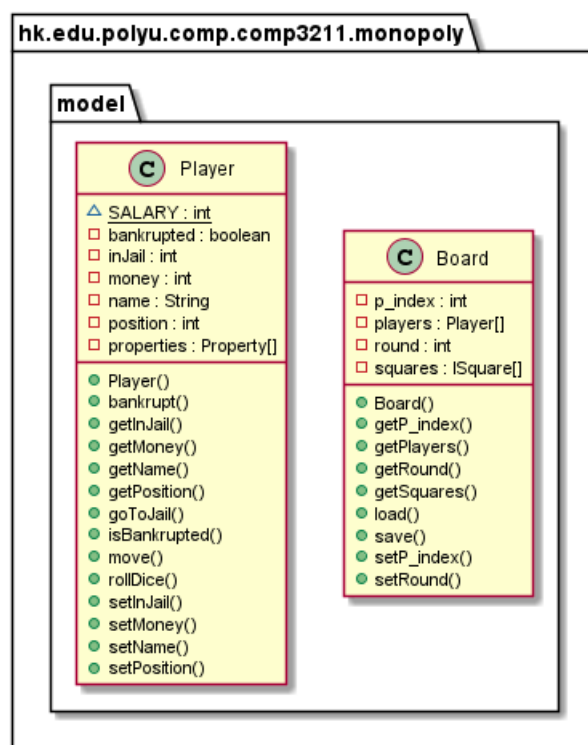 hk.edu.polyu.comp.comp3211.monopoly
model
C Player
SALARY : int
bankrupted : boolean
inJail : int
money : int
name : String
position : int
properties : Property[]
Player()
bankrupt()
getInJail()
getMoney()
getName()
getPosition()
goToJail()
isBankrupted()
move()
rollDice()
setInJail()
setMoney()
setName()
setPosition()
C Board
p_index : int
players : Player[]
round : int
squares : ISquare[]
Board()
getP_index()
getPlayers()
getRound()
getSquares()
load()
save()
setP_index()
setRound()